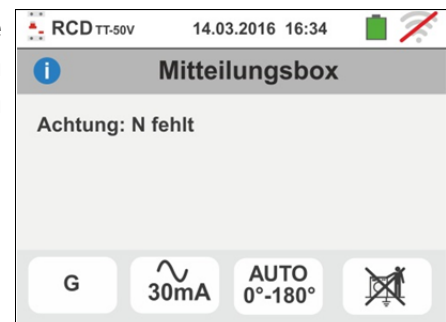 e
RCD TT-50V 14.03.2016 16:34
Mitteilungsbox
Achtung: N fehlt
G
30mA
AUTO
0°-180°